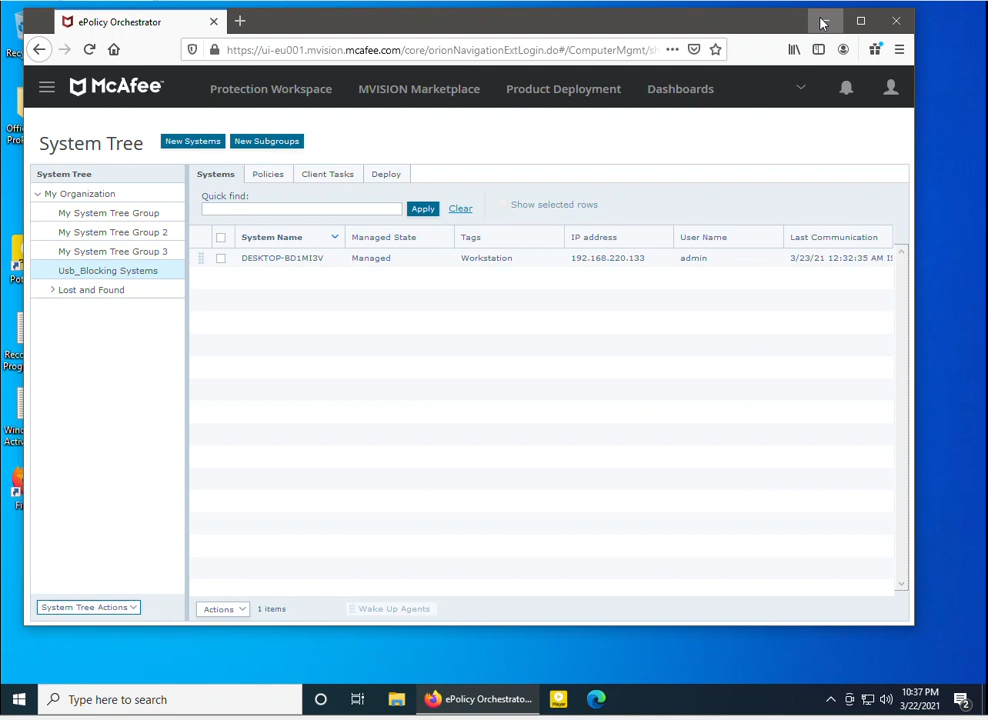 ePolicy Orchestrator
https://ui-eu001.mvision.mcafee.com/core/orionNavigationExtLogin.do#/ComputerMgmt/s
McAfee
Protection Workspace
MVISION Marketplace
Product Deployment
Dashboards
System Tree
New Systems
New Subgroups
System Tree
Systems
Policies
Client Tasks
Deploy
My Organization
My System Tree Group
My System Tree Group 2
My System Tree Group 3
Usb_Blocking Systems
Lost and Found
Quick find:
Apply
Clear
Show selected rows
System Name
Managed State
Tags
IP address
User Name
Last Communication
DESKTOP-BD1MI3V
Managed
Workstation
192.168.220.133
admin
3/23/21 12:32:35 AM
System Tree Actions
Actions
1 items
Wake Up Agents
Type here to search
ePolicy Orchestrato...
Player
10:37 PM
3/22/2021
2